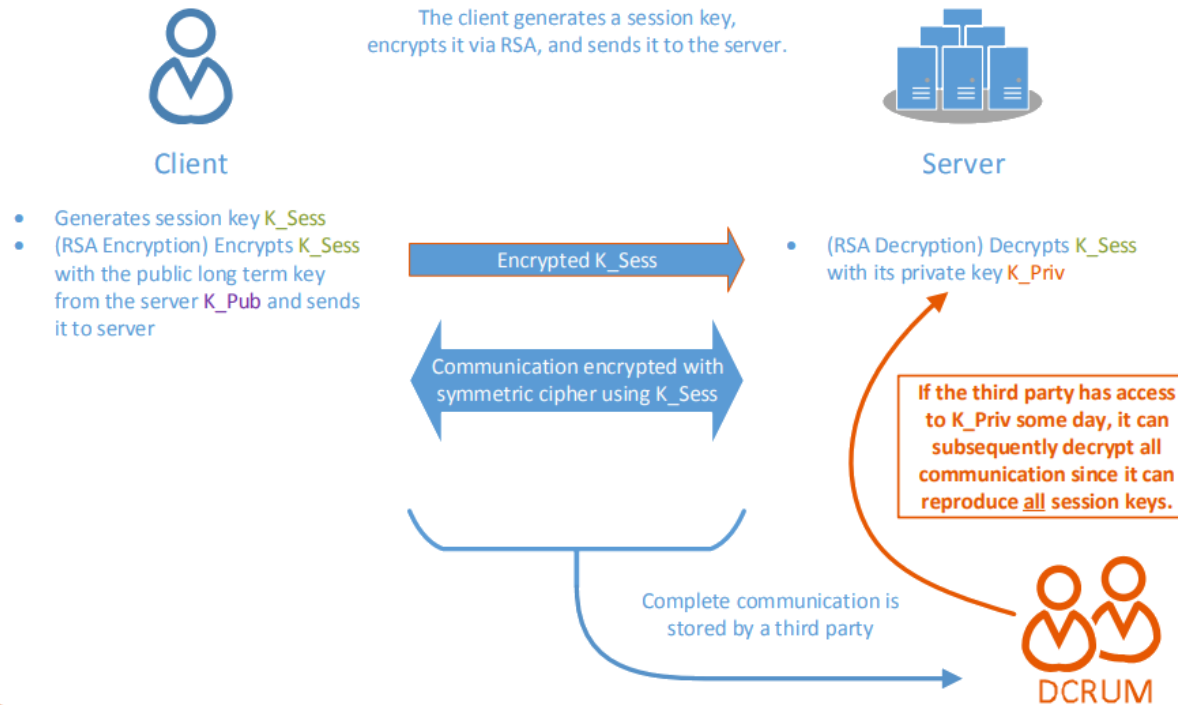 The client generates a session key,
encrypts it via RSA, and sends it to the server.
Client
Server
• Generates session key K_Sess
• (RSA Encryption) Encrypts K_Sess
with the public long term key
from the server K_Pub and sends
it to server
Encrypted K_Sess
• (RSA Decryption) Decrypts K_Sess
with its private key K_Priv
Communication encrypted with
symmetric cipher using K_Sess
If the third party has access
to K_Priv some day, it can
subsequently decrypt all
communication since it can
reproduce all session keys.
Complete communication is
stored by a third party
DCRUM